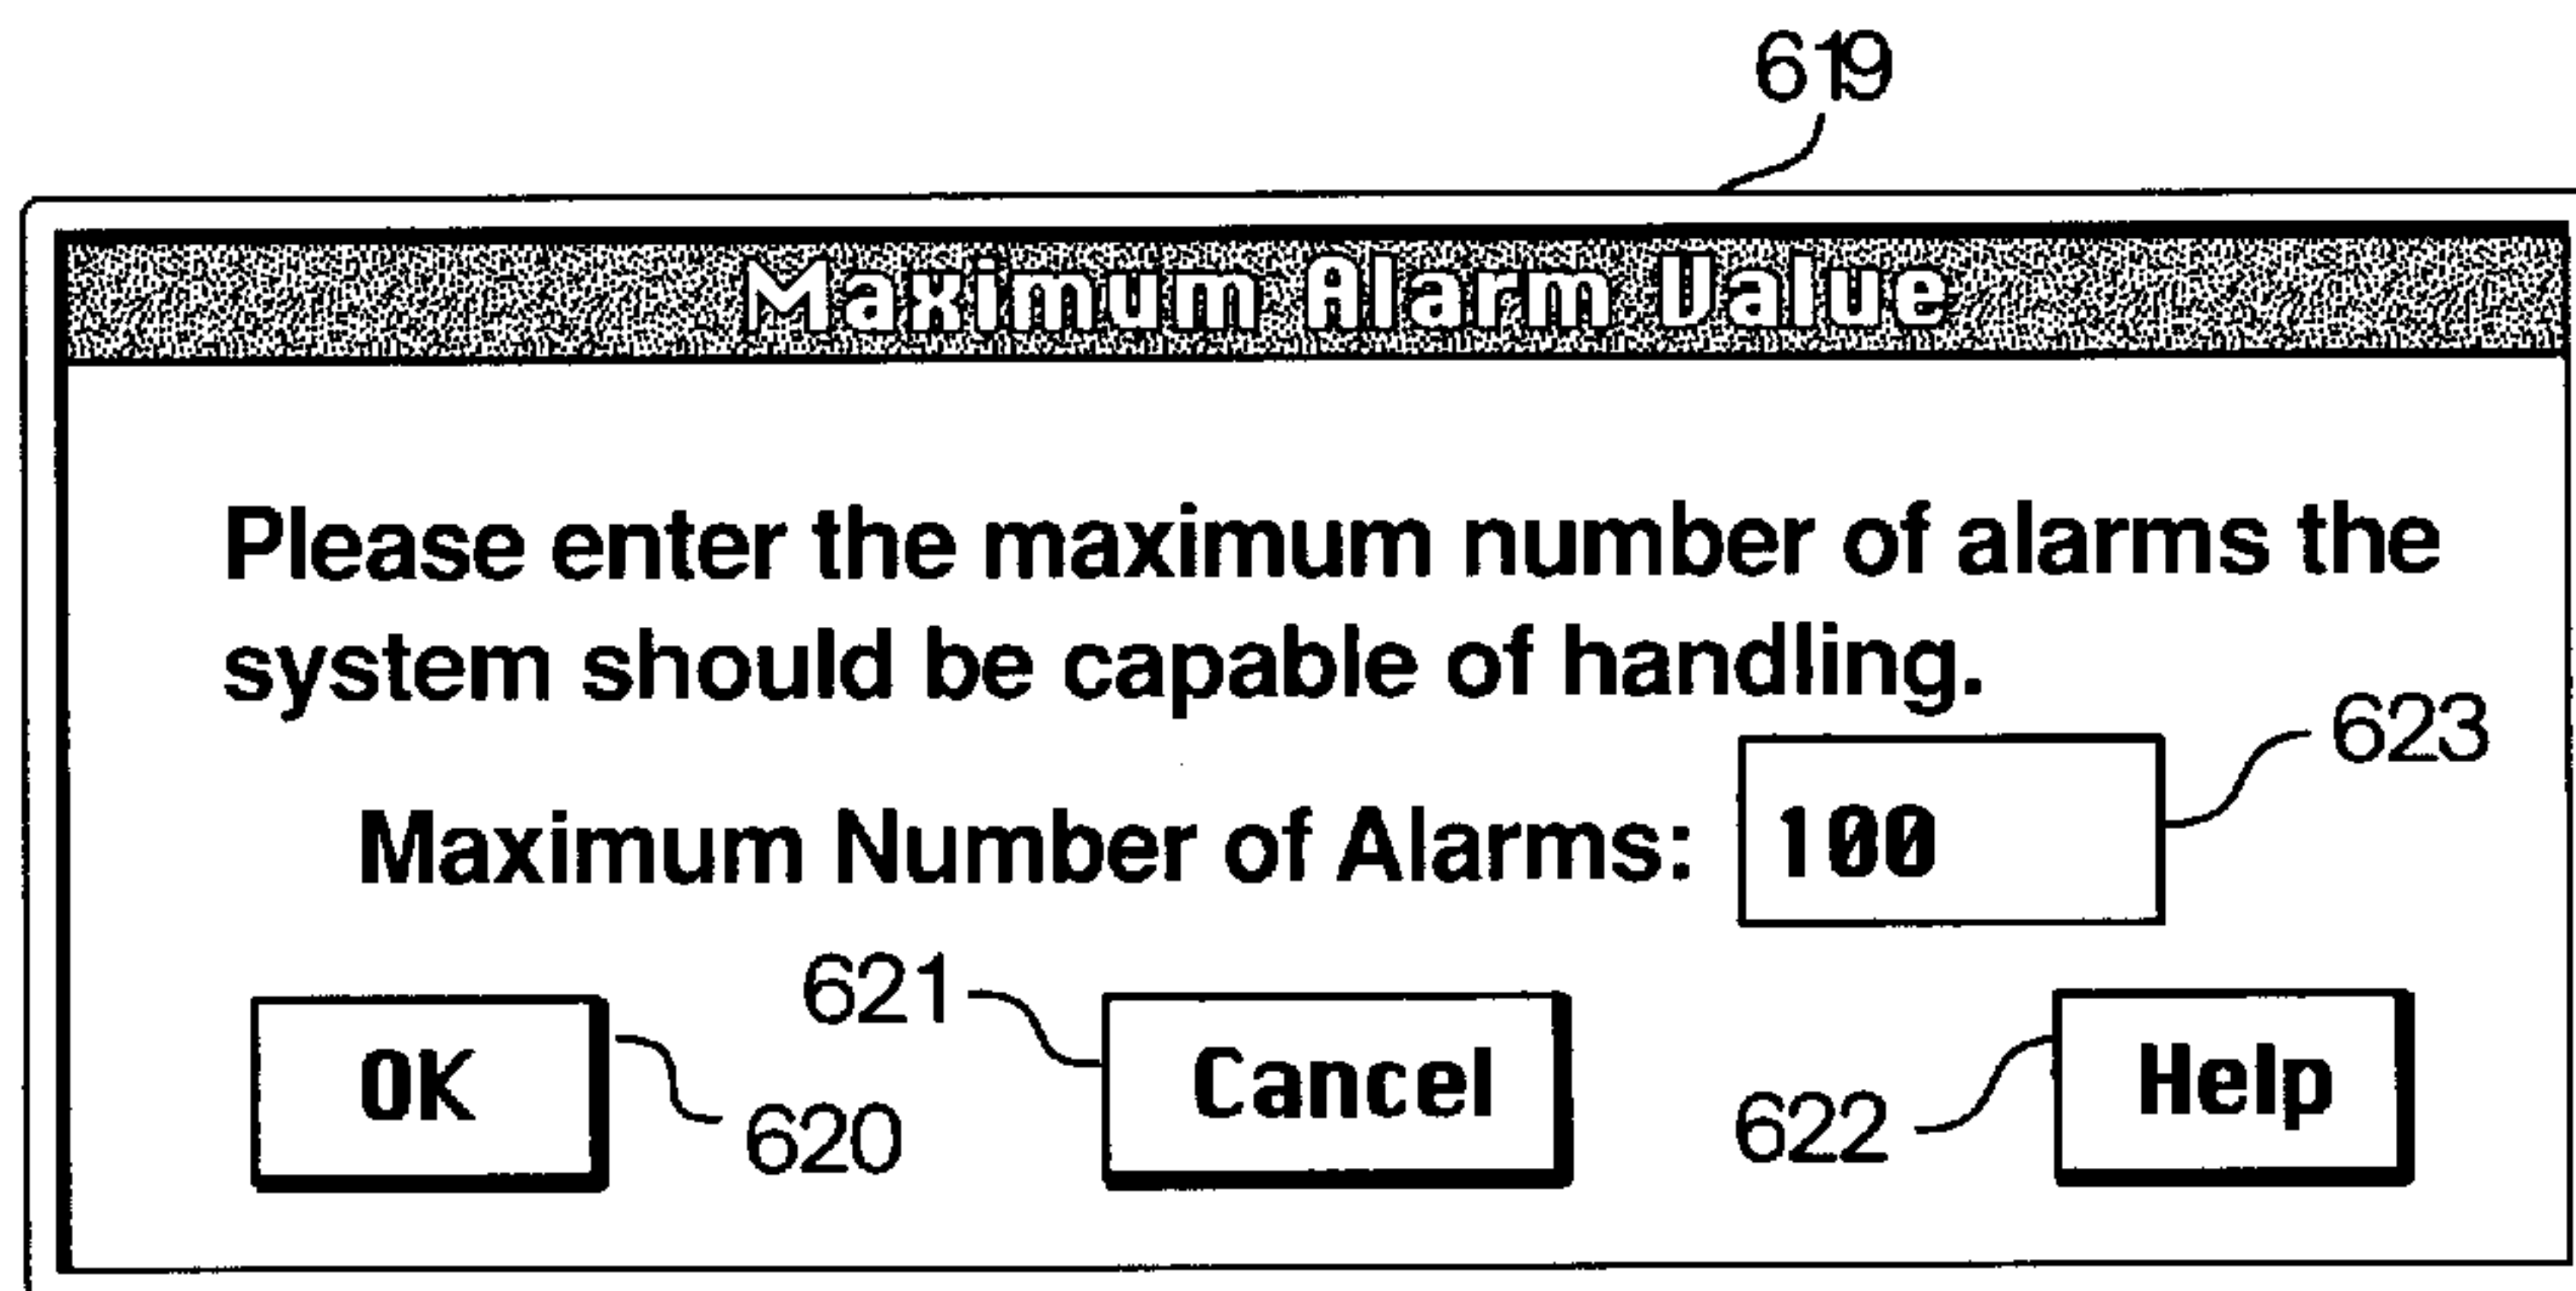 619
Maximum Alarm Value
Please enter the maximum number of alarms the
system should be capable of handling.
623
Maximum Number of Alarms: 100
621
OK Cancel Help
620 622